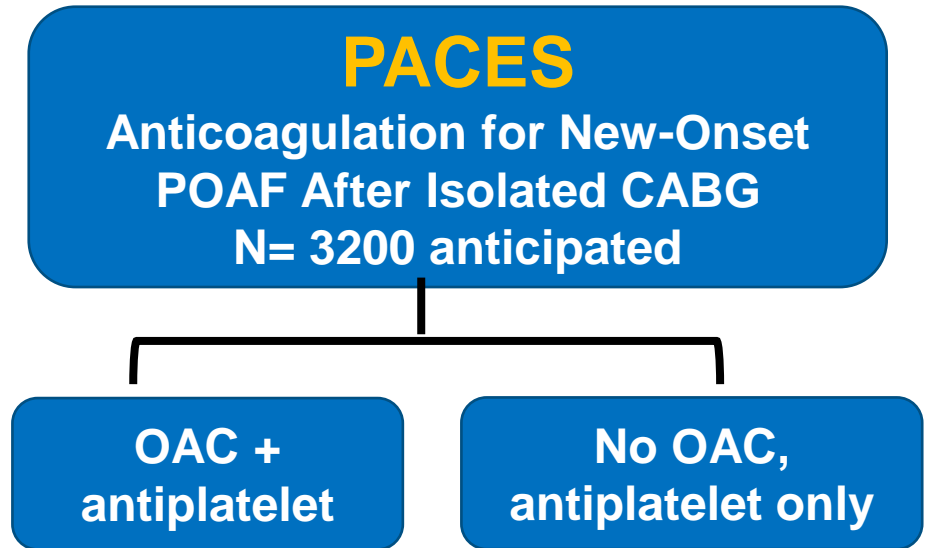 PACES
Anticoagulation for New-Onset
POAF After Isolated CABG
N= 3200 anticipated
OAC +
antiplatelet
No OAC,
antiplatelet only